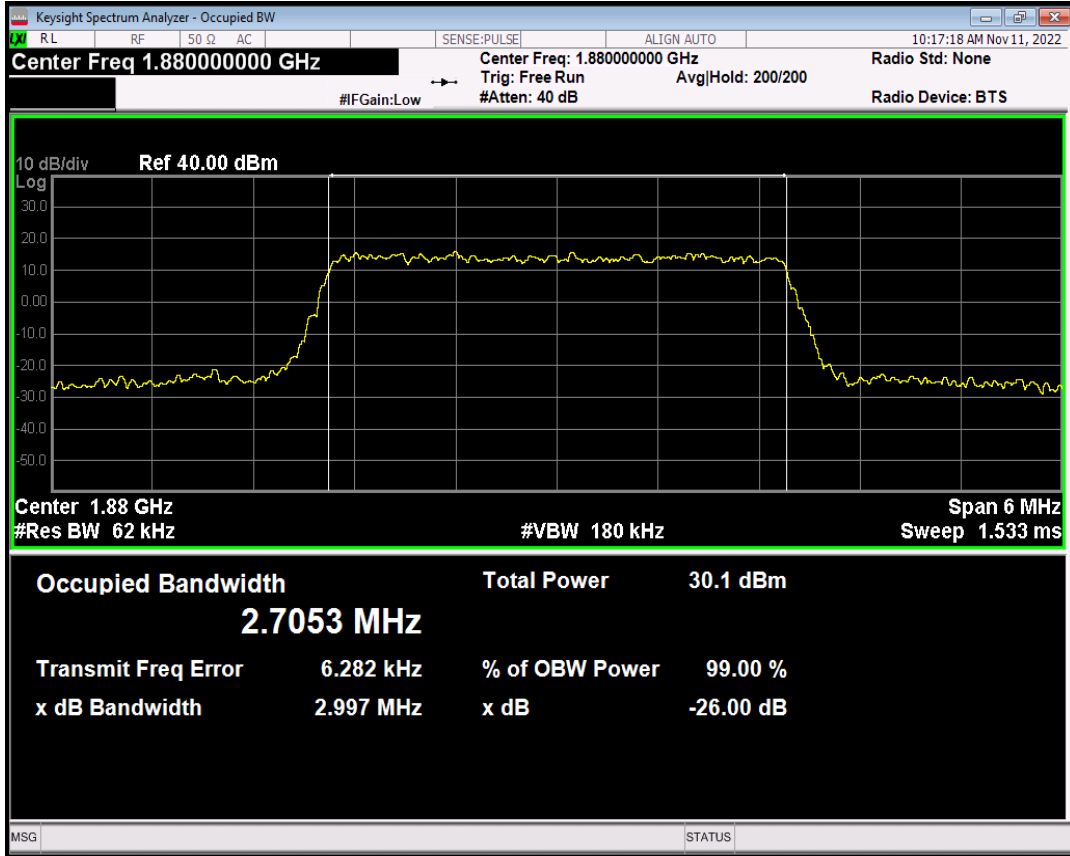 Keysight Spectrum Analyzer - Occupied BW
LXI RL RF 50 Ω AC SENSE:PULSE ALIGN AUTO 10:17:18 AM Nov 11, 2022
Center Freq 1.880000000 GHz
Center Freq: 1.880000000 GHz
Radio Std: None
Trig: Free Run Avg|Hold: 200/200
#IFGain:Low #Atten: 40 dB Radio Device: BTS
10 dB/div Ref 40.00 dBm
Log
30.0
20.0
10.0
0.00
-10.0
-20.0
-30.0
-40.0
-50.0
Center 1.88 GHz Span 6 MHz
#Res BW 62 kHz #VBW 180 kHz Sweep 1.533 ms
Occupied Bandwidth Total Power 30.1 dBm
2.7053 MHz
Transmit Freq Error 6.282 kHz % of OBW Power 99.00 %
x dB Bandwidth 2.997 MHz x dB -26.00 dB
MSG STATUS